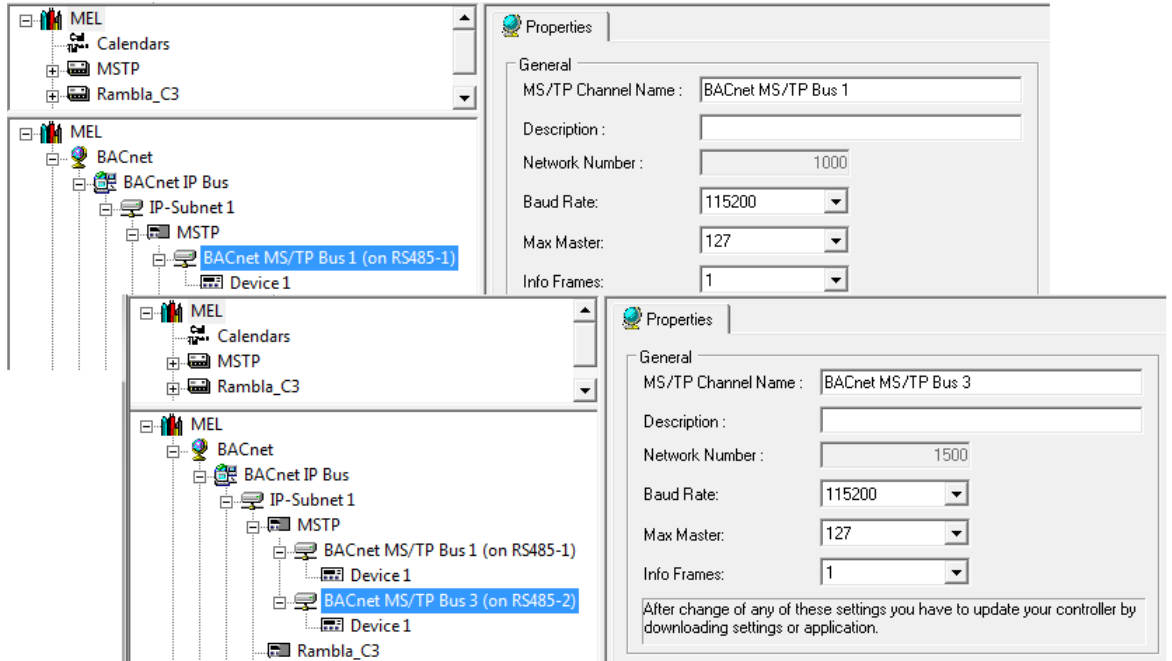 MEL
Calendars
MSTP
Rambla_C3
MEL
BACnet
BACnet IP Bus
IP-Subnet 1
MSTP
BACnet MS/TP Bus 1 (on RS485-1)
Device 1
Properties
General
MS/TP Channel Name : BACnet MS/TP Bus 1
Description :
Network Number : 1000
Baud Rate: 115200
Max Master: 127
Info Frames: 1
MEL
Calendars
MSTP
Rambla_C3
MEL
BACnet
BACnet IP Bus
IP-Subnet 1
MSTP
BACnet MS/TP Bus 1 (on RS485-1)
Device 1
BACnet MS/TP Bus 3 (on RS485-2)
Device 1
Rambla_C3
Properties
General
MS/TP Channel Name : BACnet MS/TP Bus 3
Description :
Network Number : 1500
Baud Rate: 115200
Max Master: 127
Info Frames: 1
After change of any of these settings you have to update your controller by
downloading settings or application.